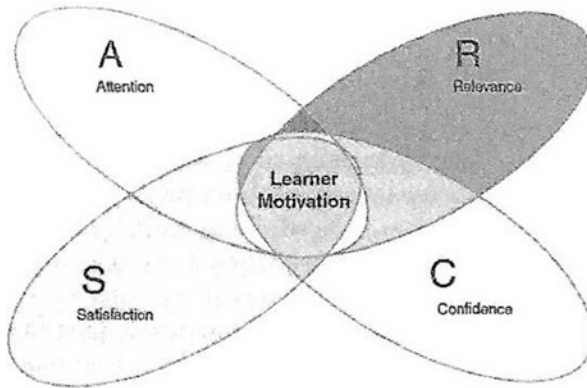 A
Attention
R
Relevance
Learner
Motivation
S
Satisfaction
C
Confidence